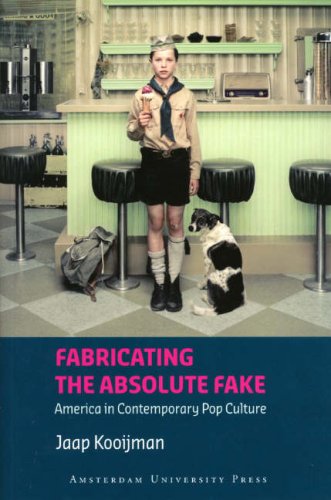 FABRICATING
THE ABSOLUTE FAKE
America in Contemporary Pop Culture
Jaap Kooijman
AMSTERDAM UNIVERSITY PRESS